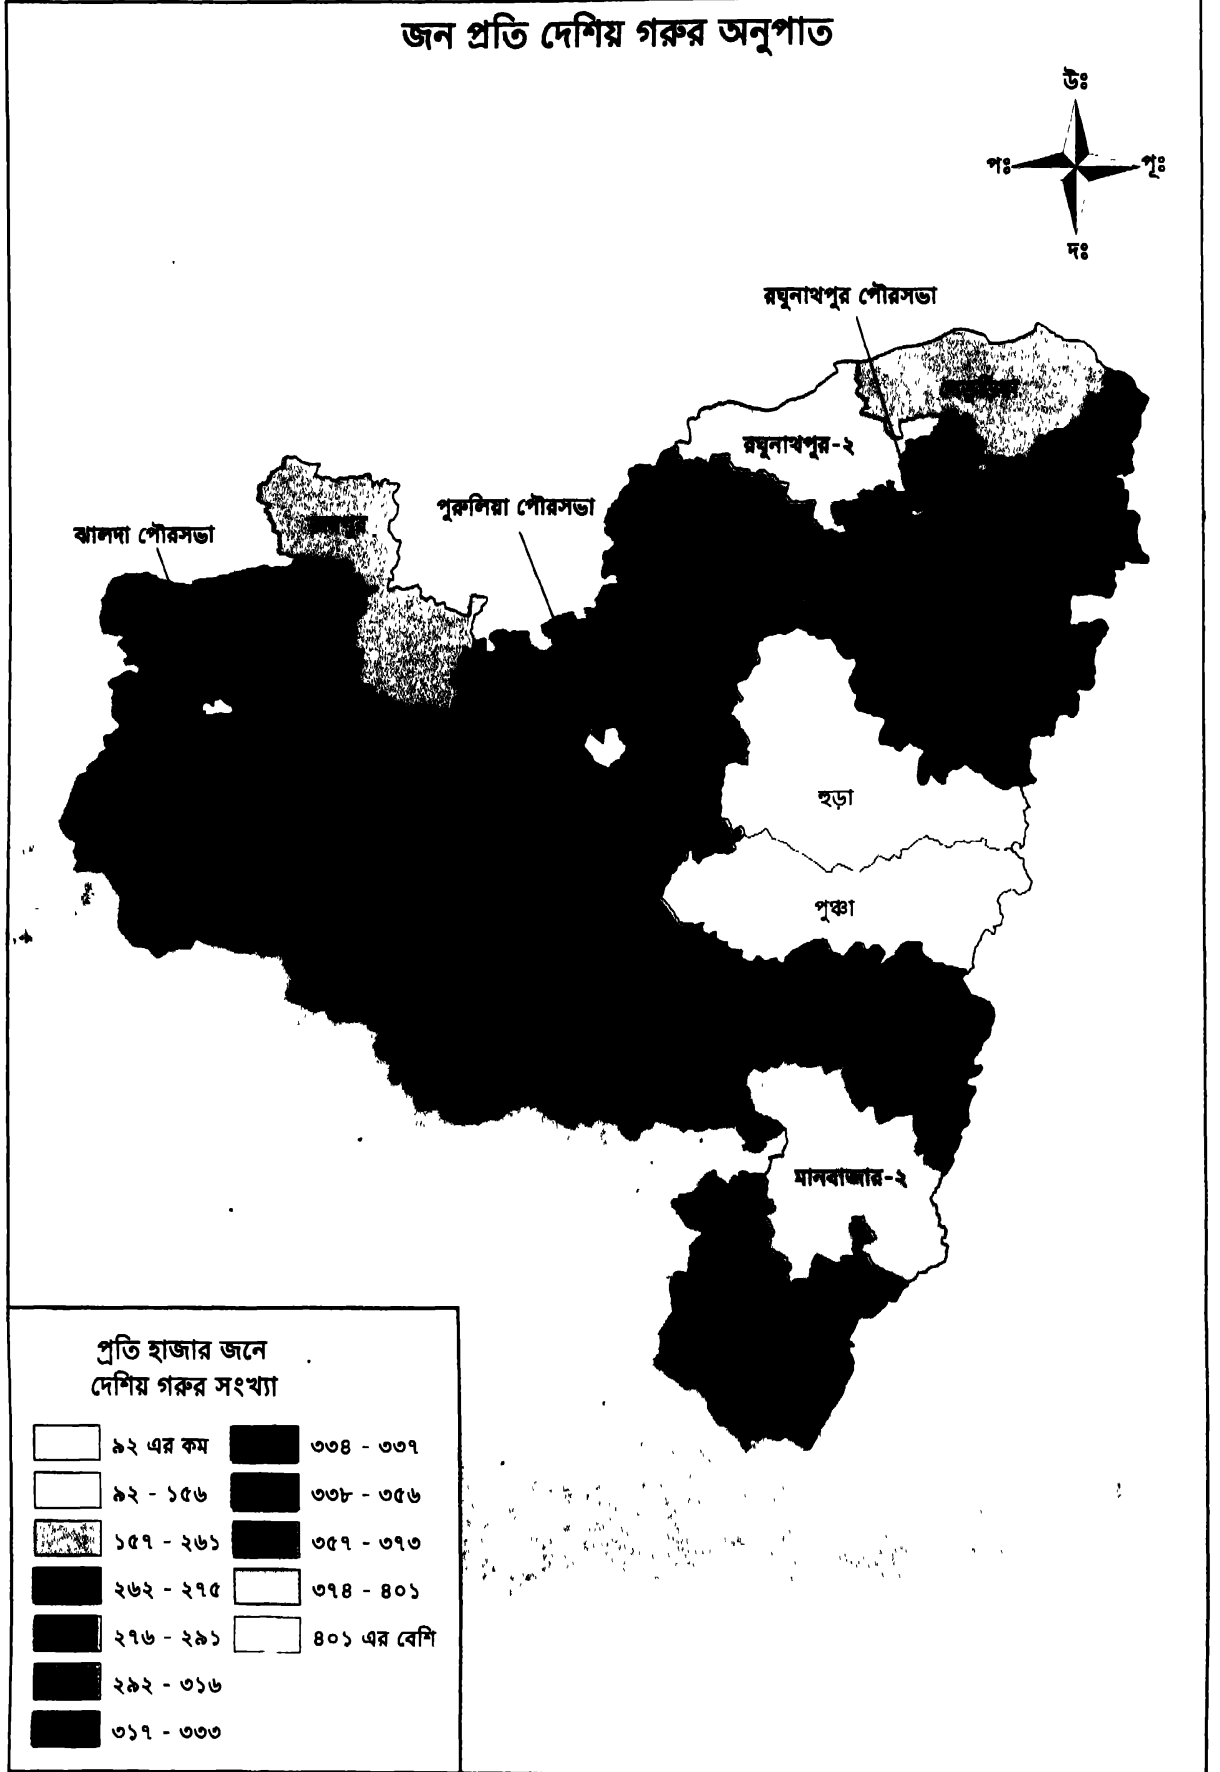 জন প্রতি দেশিয় গরুর অনুপাত
উঃ
পঃ
পূঃ
দঃ
রঘুনাথপুর পৌরসভা
রঘুনাথপুর-২
পুরুলিয়া পৌরসভা
ঝালদা পৌরসভা
হুড়া
পুঞ্চা
মানবাজার-২
প্রতি হাজার জনে
দেশিয় গরুর সংখ্যা
৯২ এর কম
৯২ - ১৫৬
১৫৭ - ২৬১
২৬২ - ২৭৫
২৭৬ - ২৯১
২৯২ - ৩১৬
৩১৭ - ৩৩৩
৩৩৪ - ৩৩৭
৩৩৮ - ৩৫৬
৩৫৭ - ৩৭৩
৩৭৪ - ৪০১
৪০১ এর বেশি